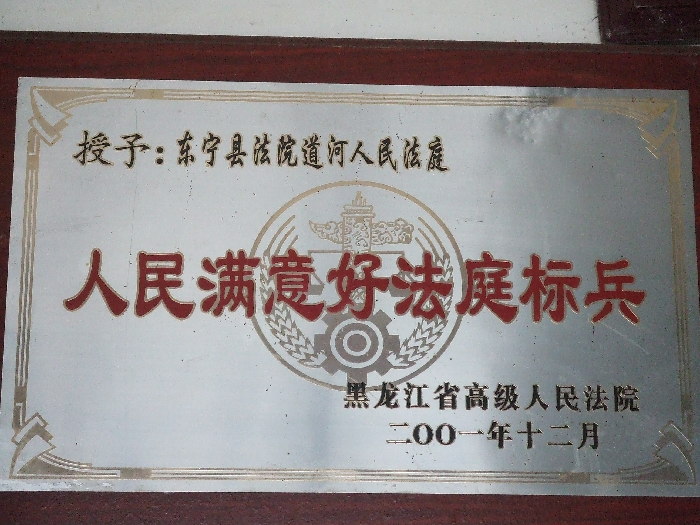 授予：东宁县法院道河人民法庭
人民满意好法庭标兵
黑龙江省高级人民法院
二〇〇一年十二月